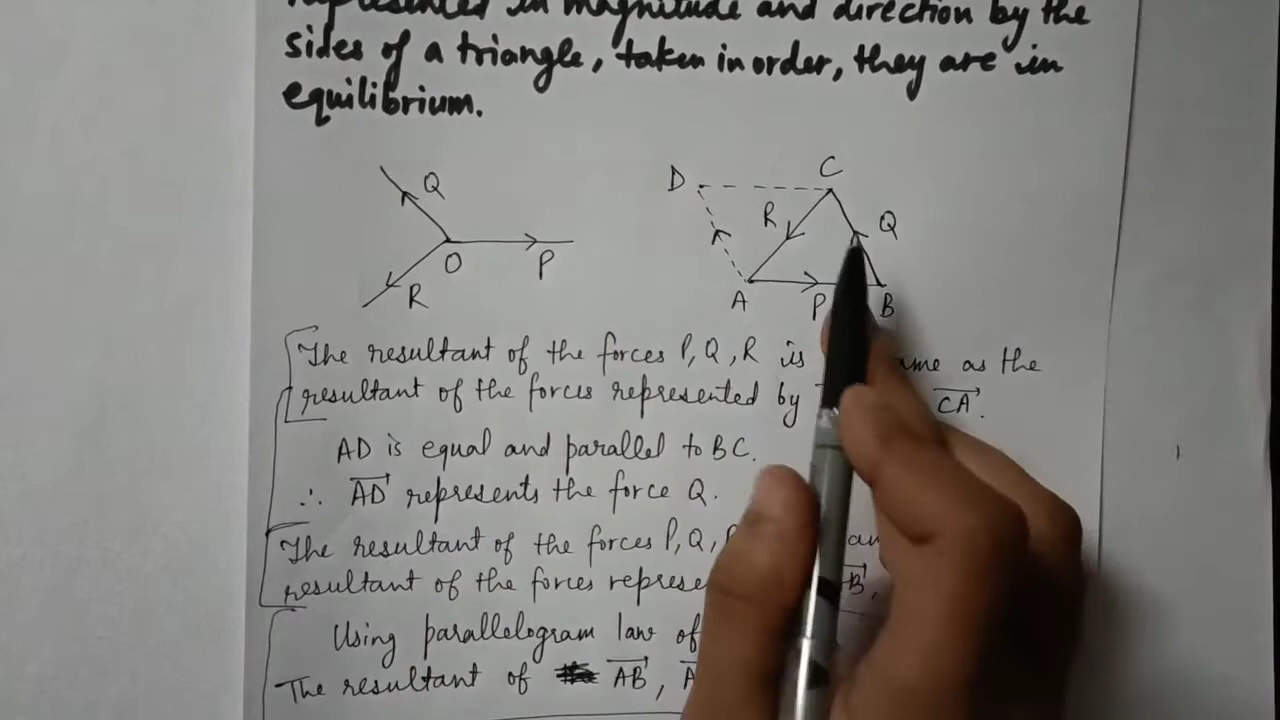 represented in magnitude and direction by the
sides of a triangle, taken in order, they are in
equilibrium.
Q
O
P
R
D
C
R
Q
A
P
B
The resultant of the forces P, Q, R is same as the
resultant of the forces represented by CA.
AD is equal and parallel to BC.
∴ AD represents the force Q.
The resultant of the forces P, Q,
resultant of the forces
Using parallelogram law of
The resultant of AB,